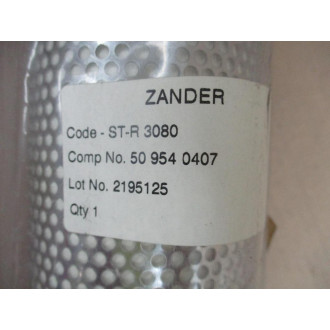 ZANDER
Code - ST-R 3080
Comp No. 50 954 0407
Lot No. 2195125
Qty 1